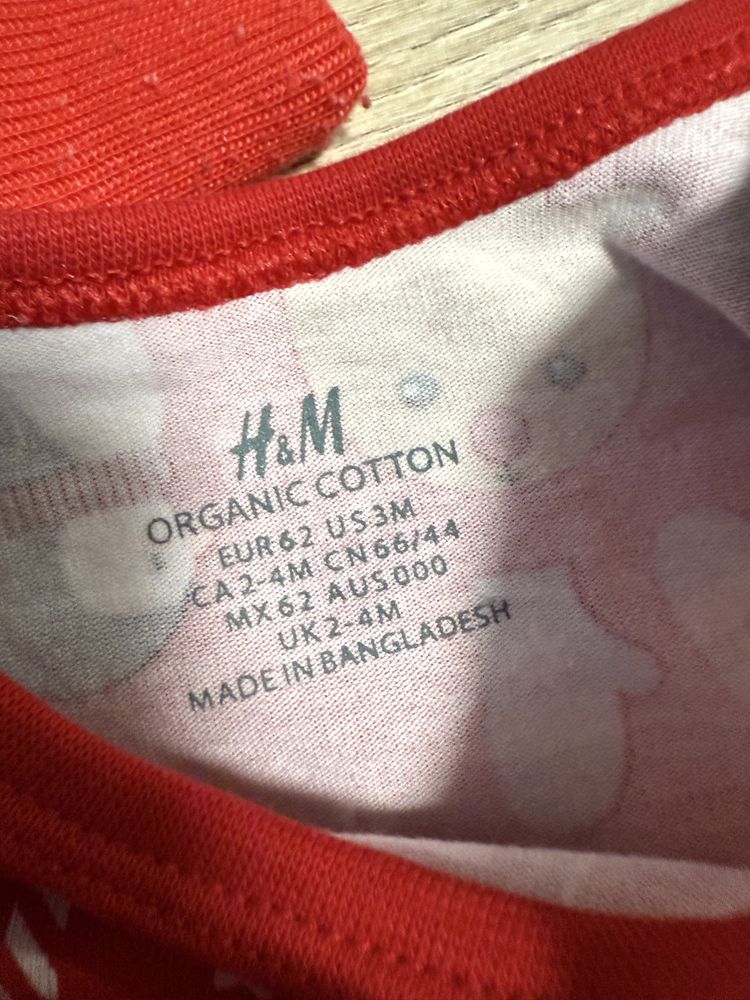 H&M
ORGANIC COTTON
EUR 62 US 3M
CA 2-4M CN 66/44
MX 62 AUS 000
UK 2-4M
MADE IN BANGLADESH